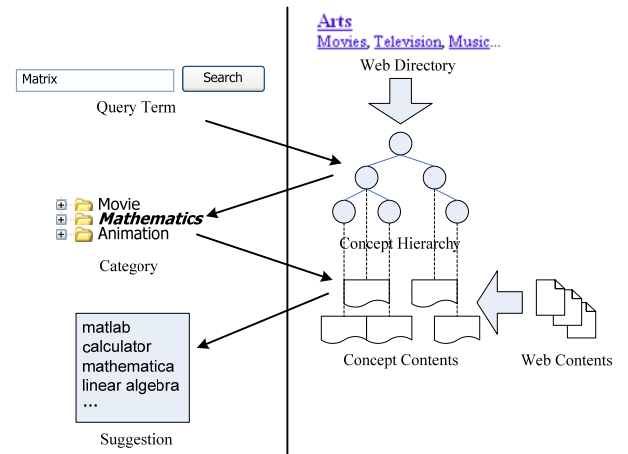 Arts
Movies, Television, Music...
Web Directory
Matrix
Search
Query Term
Movie
Mathematics
Animation
Category
Concept Hierarchy
matlab
calculator
mathematica
linear algebra
...
Suggestion
Concept Contents
Web Contents